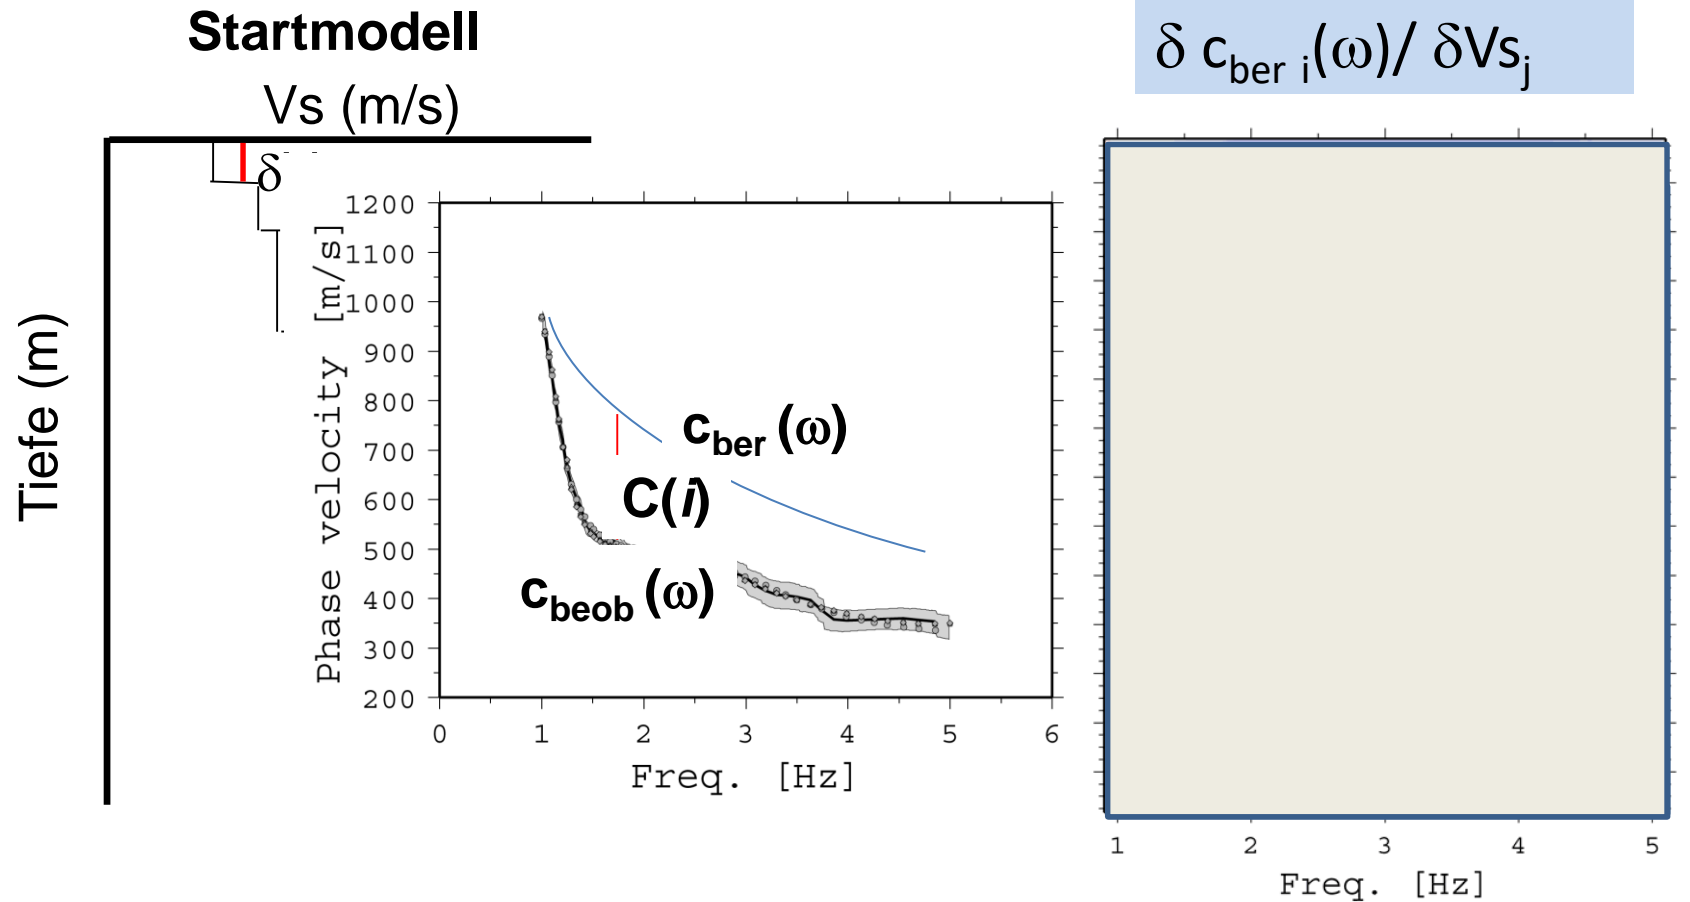 Startmodell
Vs (m/s)
Tiefe (m)
δ
δ c_ber i(ω)/ δVs_j
Phase velocity [m/s]
1200
1100
1000
900
800
700
600
500
400
300
200
c_ber (ω)
C(i)
c_beob (ω)
0 1 2 3 4 5 6
Freq. [Hz]
1 2 3 4 5
Freq. [Hz]